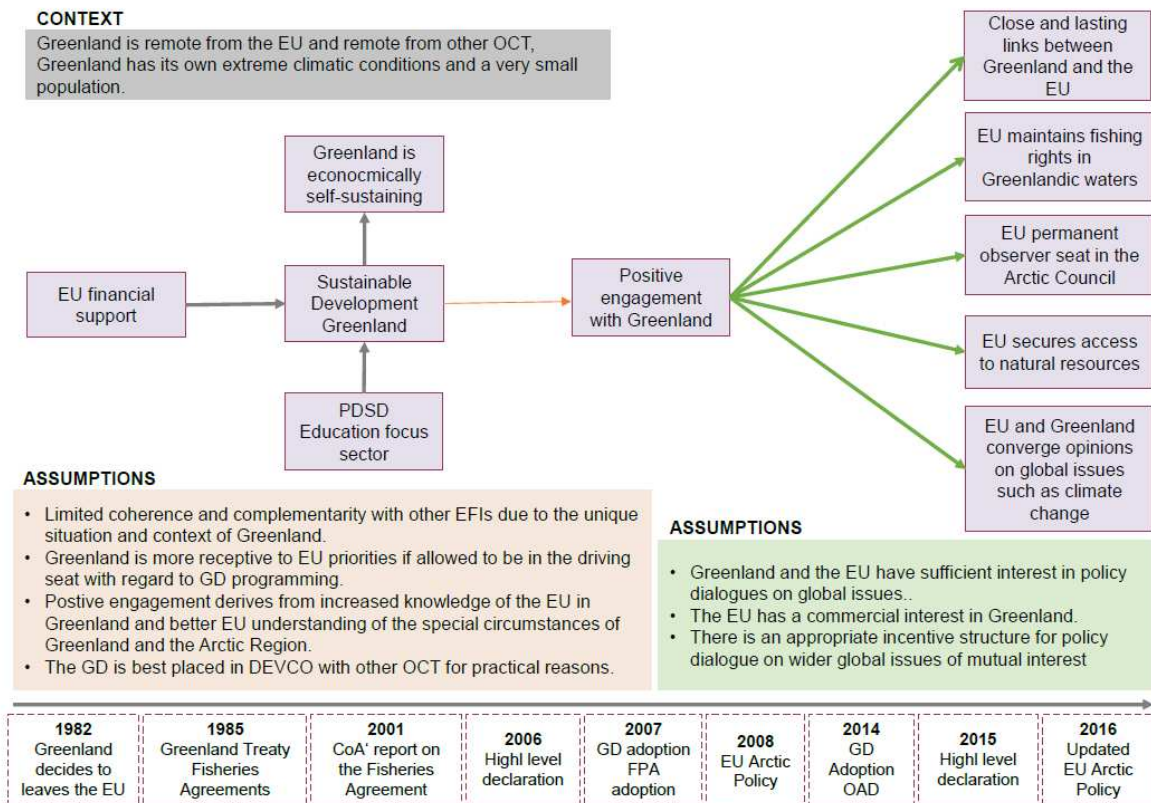 CONTEXT
Greenland is remote from the EU and remote from other OCT,
Greenland has its own extreme climatic conditions and a very small
population.
Greenland is
econocmically
self-sustaining
EU financial
support
Sustainable
Development
Greenland
PDSD
Education focus
sector
Positive
engagement
with Greenland
Close and lasting
links between
Greenland and the
EU
EU maintains fishing
rights in
Greenlandic waters
EU permanent
observer seat in the
Arctic Council
EU secures access
to natural resources
EU and Greenland
converge opinions
on global issues
such as climate
change
ASSUMPTIONS
• Limited coherence and complementarity with other EFIs due to the unique
situation and context of Greenland.
• Greenland is more receptive to EU priorities if allowed to be in the driving
seat with regard to GD programming.
• Postive engagement derives from increased knowledge of the EU in
Greenland and better EU understanding of the special circumstances of
Greenland and the Arctic Region.
• The GD is best placed in DEVCO with other OCT for practical reasons.
ASSUMPTIONS
• Greenland and the EU have sufficient interest in policy
dialogues on global issues..
• The EU has a commercial interest in Greenland.
• There is an appropriate incentive structure for policy
dialogue on wider global issues of mutual interest
1982
Greenland
decides to
leaves the EU
1985
Greenland Treaty
Fisheries
Agreements
2001
CoA' report on
the Fisheries
Agreement
2006
Highl level
declaration
2007
GD adoption
FPA
adoption
2008
EU Arctic
Policy
2014
GD
Adoption
OAD
2015
Highl level
declaration
2016
Updated
EU Arctic
Policy